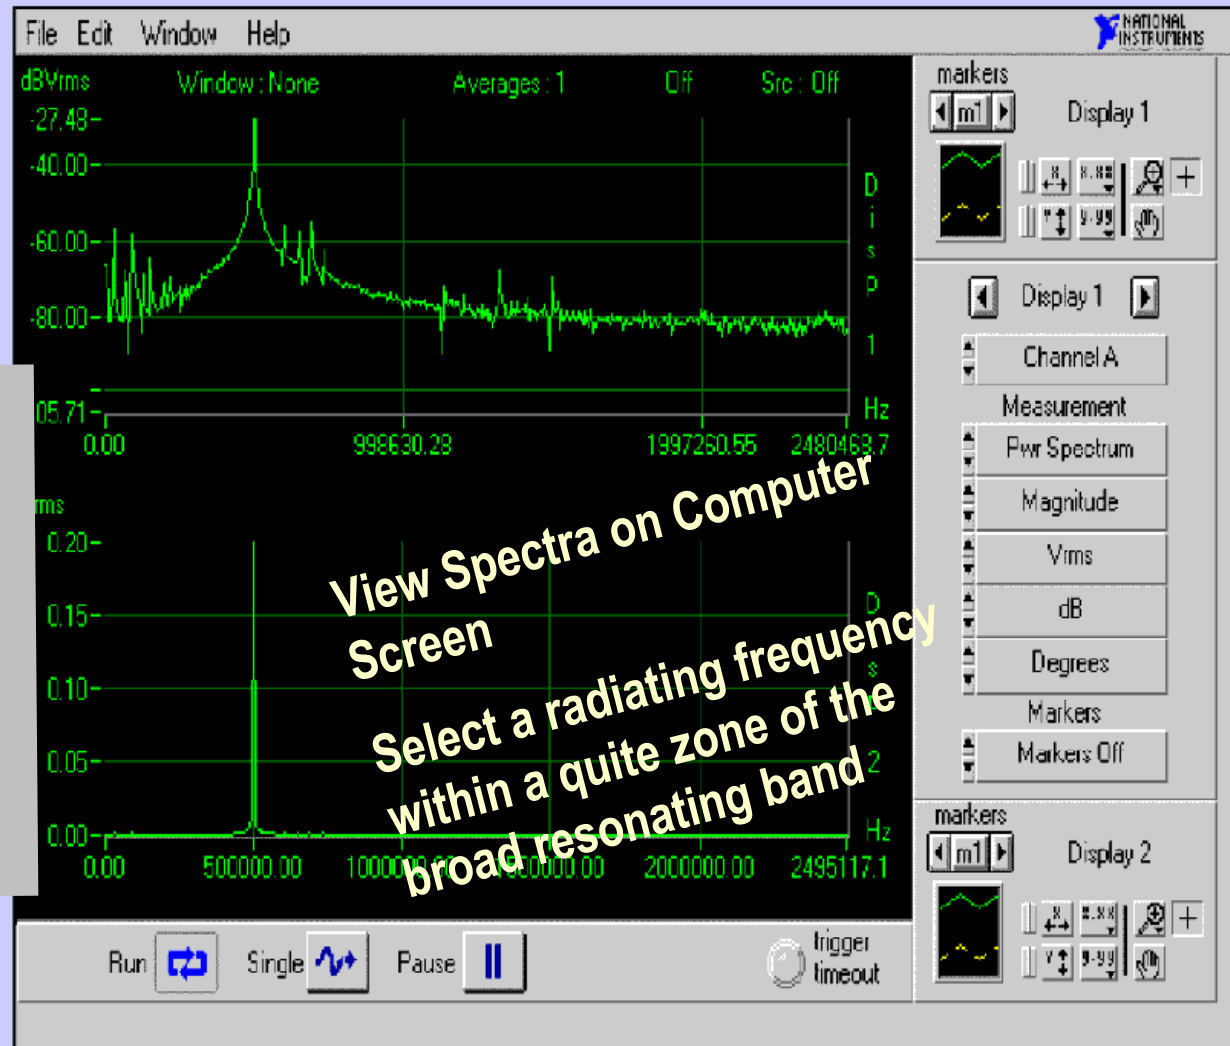 File Edit Window Help
NATIONAL INSTRUMENTS
dBVrms Window : None Averages : 1 Off Src : Off
-27.48
-40.00
-60.00
-80.00
05.71
0.00 998630.28 1997260.55 2480468.7
Hz
Disp 1
rms
0.20
0.15
0.10
0.05
0.00
0.00 500000.00 2000000.00 2495117.1
Hz
2
View Spectra on Computer
Screen
Select a radiating frequency
within a quite zone of the
broad resonating band
Run Single Pause trigger
timeout
markers
m1 Display 1
Display 1
Channel A
Measurement
Pwr Spectrum
Magnitude
Vrms
dB
Degrees
Markers
Markers Off
markers
m1 Display 2